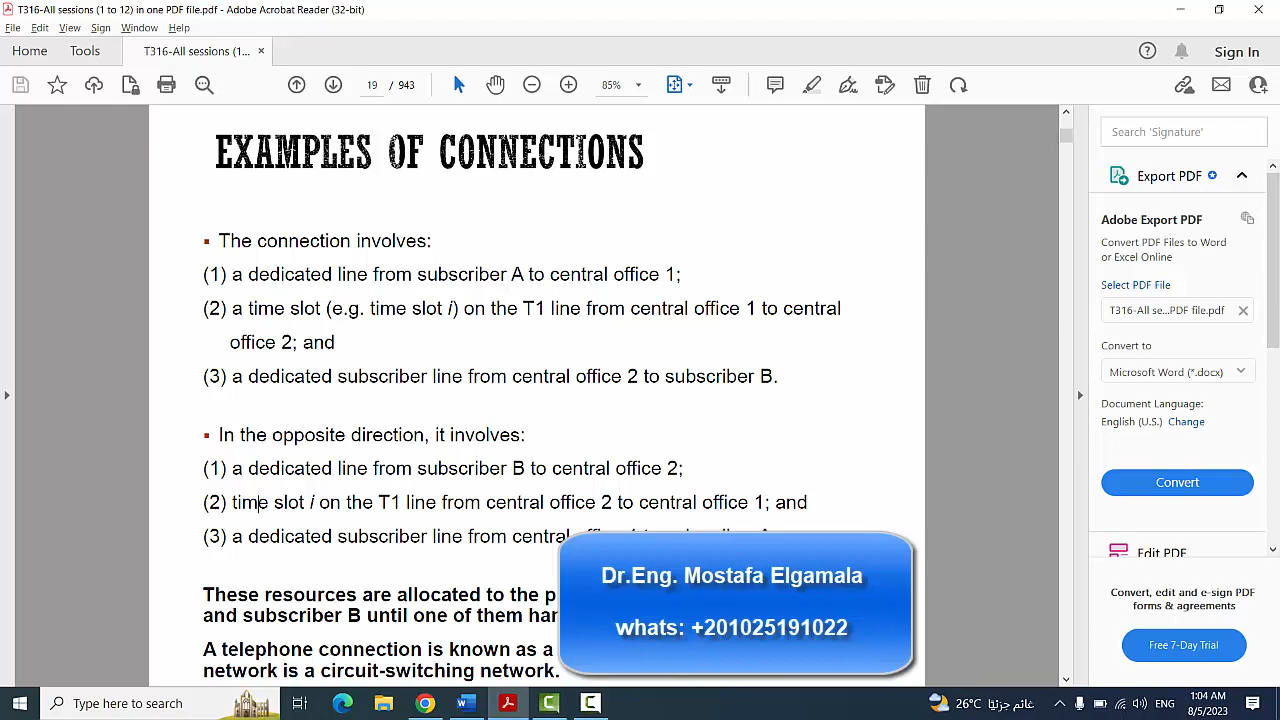 T316-All sessions (1 to 12) in one PDF file.pdf - Adobe Acrobat Reader (32-bit)
File Edit View Sign Window Help
Home Tools T316-All sessions (1... × Sign In
19 / 943 85%
EXAMPLES OF CONNECTIONS
▪ The connection involves:
(1) a dedicated line from subscriber A to central office 1;
(2) a time slot (e.g. time slot i) on the T1 line from central office 1 to central
office 2; and
(3) a dedicated subscriber line from central office 2 to subscriber B.
▪ In the opposite direction, it involves:
(1) a dedicated line from subscriber B to central office 2;
(2) time slot i on the T1 line from central office 2 to central office 1; and
(3) a dedicated subscriber line from central
These resources are allocated to the
and subscriber B until one of them
A telephone connection is known as a
network is a circuit-switching network.
Dr.Eng. Mostafa Elgamala
whats: +201025191022
Search 'Signature'
Export PDF
Adobe Export PDF
Convert PDF Files to Word
or Excel Online
Select PDF File
T316-All se...PDF file.pdf
Convert to
Microsoft Word (*.docx)
Document Language:
English (U.S.) Change
Convert
Edit PDF
Convert, edit and e-sign PDF
forms & agreements
Free 7-Day Trial
Type here to search
26°C غائم جزئيًا ENG
1:04 AM
8/5/2023